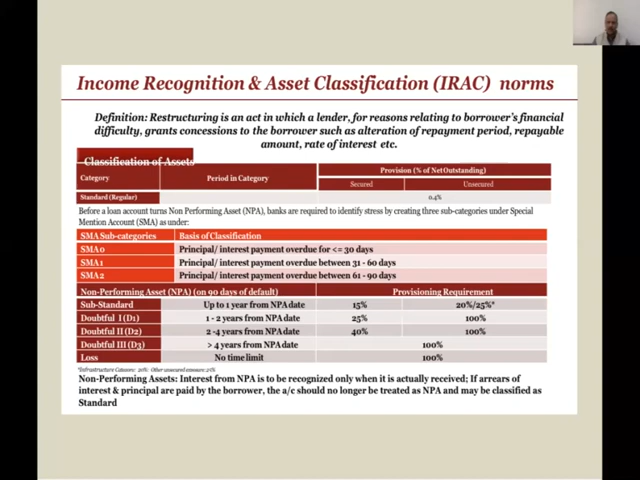 Income Recognition & Asset Classification (IRAC) norms
Definition: Restructuring is an act in which a lender, for reasons relating to borrower's financial
difficulty, grants concessions to the borrower such as alteration of repayment period, repayable
amount, rate of interest etc.
Classification of Assets
Category Period in Category Provision (% of Net Outstanding)
Secured Unsecured
Standard (Regular) 0.4%
Before a loan account turns Non Performing Asset (NPA), banks are required to identify stress by creating three sub-categories under Special
Mention Account (SMA) as under:
SMA Sub-categories Basis of Classification
SMA 0 Principal/ interest payment overdue for <= 30 days
SMA1 Principal/ interest payment overdue between 31 - 60 days
SMA2 Principal/ interest payment overdue between 61 - 90 days
Non-Performing Asset (NPA) (on 90 days of default) Provisioning Requirement
Sub-Standard Up to 1 year from NPA date 15% 20%/25%*
Doubtful I (D1) 1 - 2 years from NPA date 25% 100%
Doubtful II (D2) 2 -4 years from NPA date 40% 100%
Doubtful III (D3) > 4 years from NPA date 100%
Loss No time limit 100%
Non-Performing Assets: Interest from NPA is to be recognized only when it is actually received; If arrears of
interest & principal are paid by the borrower, the a/c should no longer be treated as NPA and may be classified as
Standard